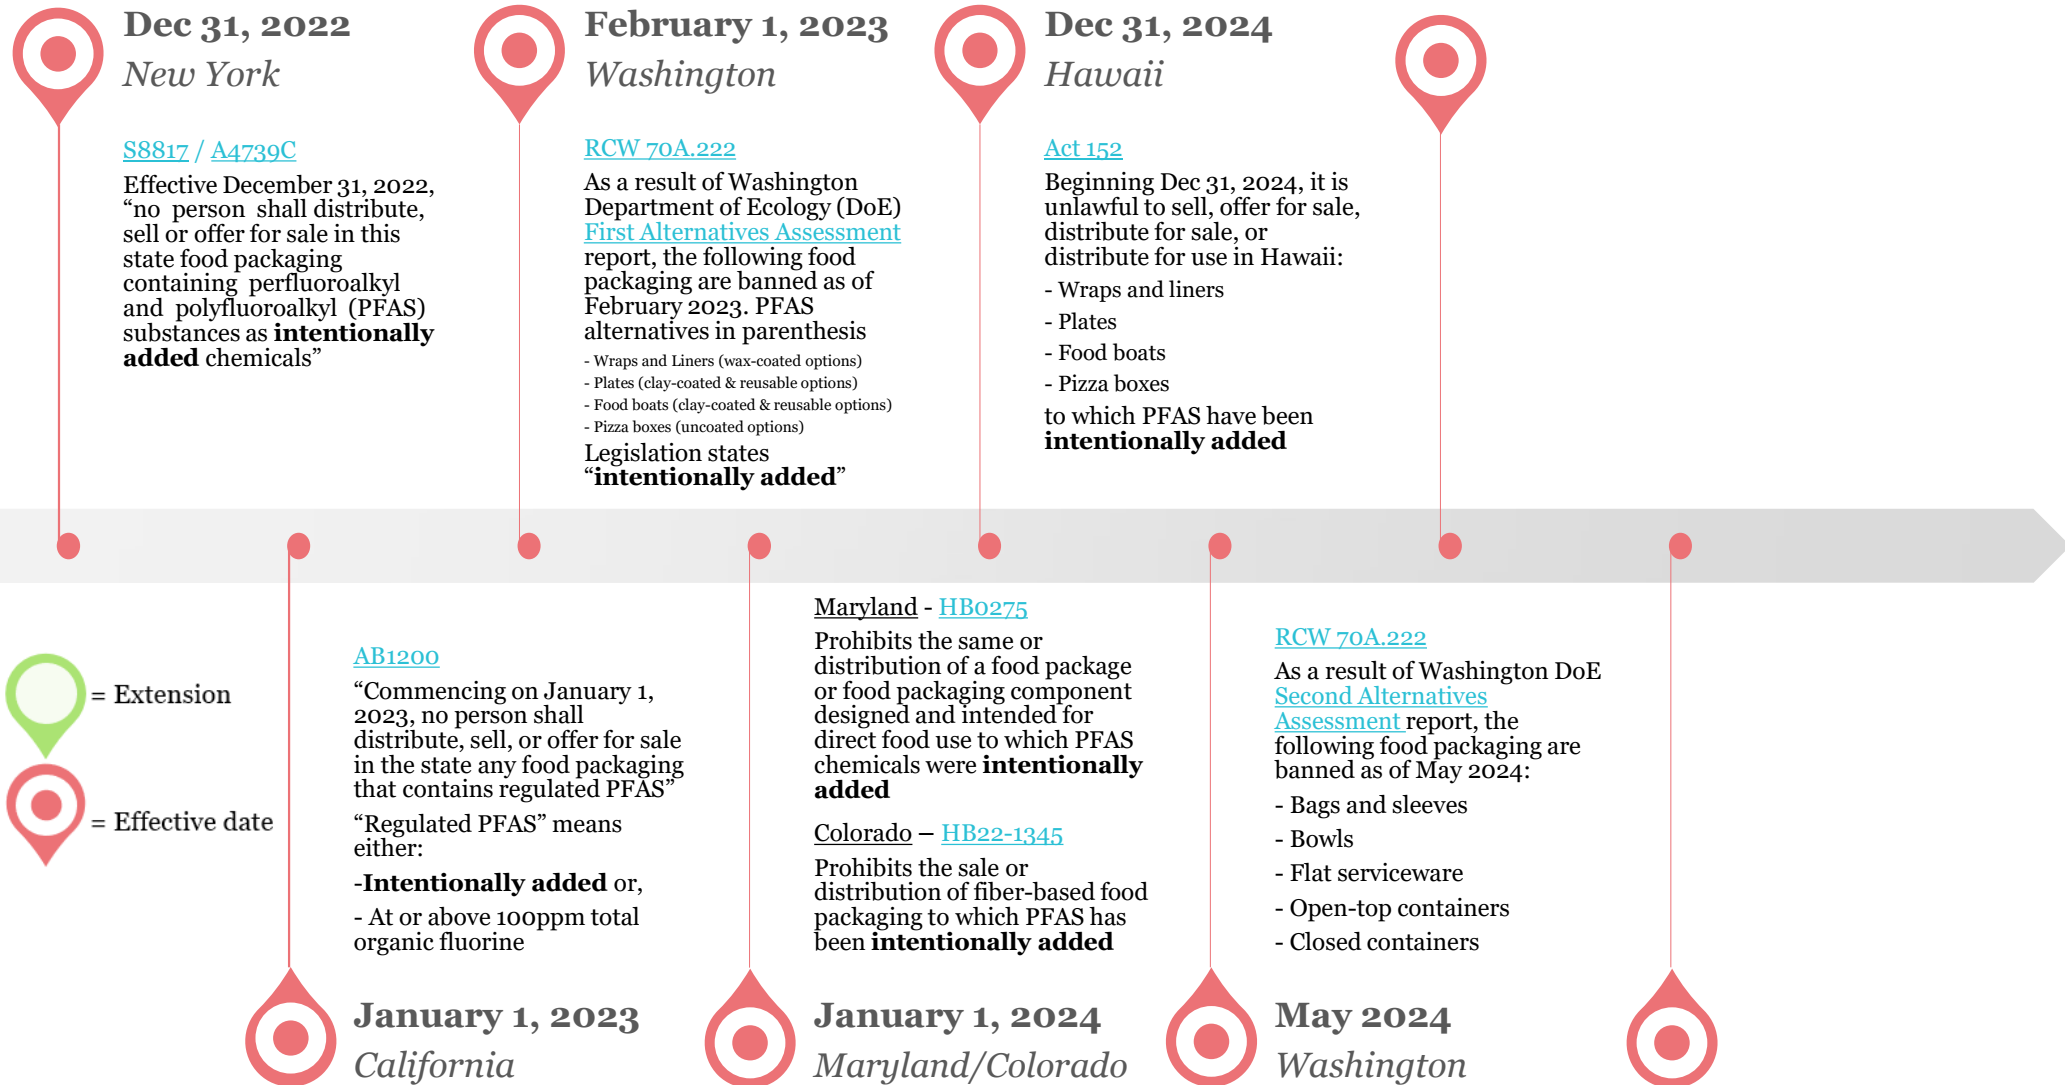 Dec 31, 2022
New York
S8817 / A4739C
Effective December 31, 2022,
“no person shall distribute,
sell or offer for sale in this
state food packaging
containing perfluoroalkyl
and polyfluoroalkyl (PFAS)
substances as intentionally
added chemicals”
February 1, 2023
Washington
RCW 70A.222
As a result of Washington
Department of Ecology (DoE)
First Alternatives Assessment
report, the following food
packaging are banned as of
February 2023. PFAS
alternatives in parenthesis
- Wraps and Liners (wax-coated options)
- Plates (clay-coated & reusable options)
- Food boats (clay-coated & reusable options)
- Pizza boxes (uncoated options)
Legislation states
“intentionally added”
Dec 31, 2024
Hawaii
Act 152
Beginning Dec 31, 2024, it is
unlawful to sell, offer for sale,
distribute for sale, or
distribute for use in Hawaii:
- Wraps and liners
- Plates
- Food boats
- Pizza boxes
to which PFAS have been
intentionally added
= Extension
= Effective date
AB1200
“Commencing on January 1,
2023, no person shall
distribute, sell, or offer for sale
in the state any food packaging
that contains regulated PFAS”
“Regulated PFAS” means
either:
-Intentionally added or,
- At or above 100ppm total
organic fluorine
January 1, 2023
California
Maryland - HB0275
Prohibits the same or
distribution of a food package
or food packaging component
designed and intended for
direct food use to which PFAS
chemicals were intentionally
added
Colorado – HB22-1345
Prohibits the sale or
distribution of fiber-based food
packaging to which PFAS has
been intentionally added
January 1, 2024
Maryland/Colorado
RCW 70A.222
As a result of Washington DoE
Second Alternatives
Assessment report, the
following food packaging are
banned as of May 2024:
- Bags and sleeves
- Bowls
- Flat serviceware
- Open-top containers
- Closed containers
May 2024
Washington